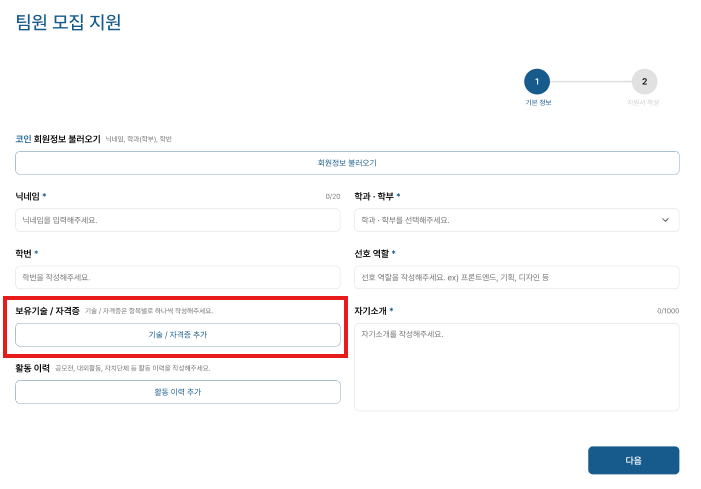 팀원 모집 지원
1
2
기본 정보
지원서 작성
코인 회원정보 불러오기 닉네임, 학과(학부), 학번
회원정보 불러오기
닉네임 * 0/20
닉네임을 입력해주세요.
학과 · 학부 *
학과 · 학부를 선택해주세요.
학번 *
학번을 작성해주세요.
선호 역할 *
선호 역할을 작성해주세요. ex) 프론트엔드, 기획, 디자인 등
보유기술 / 자격증 기술 / 자격증은 항목별로 하나씩 작성해주세요.
기술 / 자격증 추가
자기소개 * 0/1000
자기소개를 작성해주세요.
활동 이력 공모전, 대외활동, 자치단체 등 활동 이력을 작성해주세요.
활동 이력 추가
다음